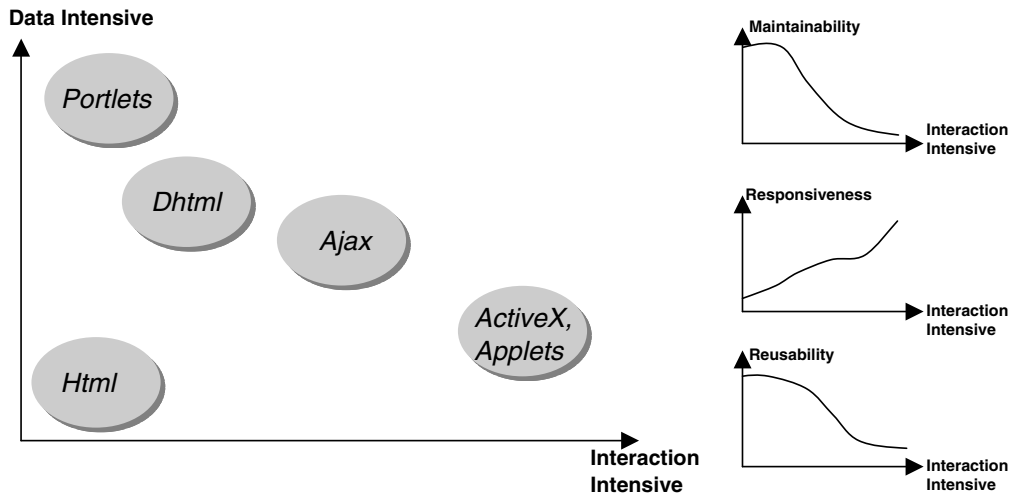 Data Intensive
Portlets
Dhtml
Ajax
ActiveX,
Applets
Html
Interaction
Intensive
Maintainability
Interaction
Intensive
Responsiveness
Interaction
Intensive
Reusability
Interaction
Intensive